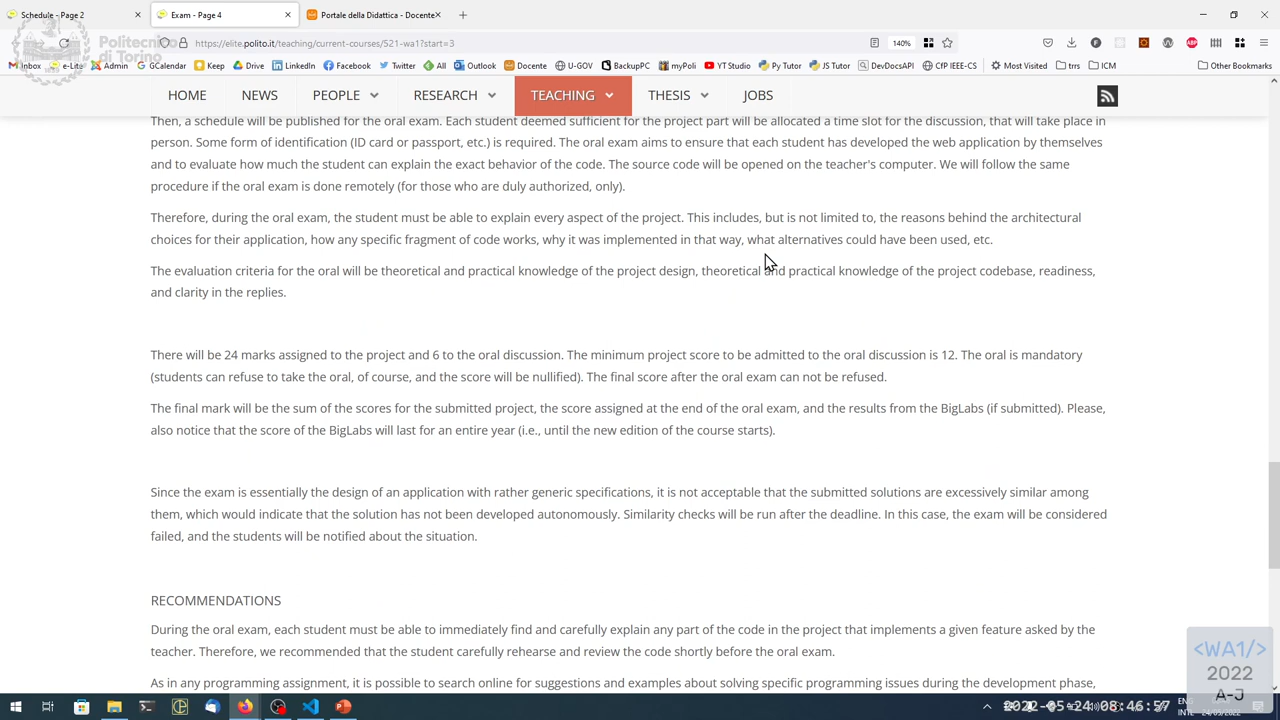 Schedule - Page 2
Exam - Page 4
Portale della Didattica - Docente
Politecnico
di Torino
https://elite.polito.it/teaching/current-courses/521-wa1?start=3
140%
Inbox
e-Lite
Admin
GCalendar
Keep
Drive
LinkedIn
Facebook
Twitter
All
Outlook
Docente
U-GOV
BackupPC
myPoli
YT Studio
Py Tutor
JS Tutor
DevDocsAPI
CfP IEEE-CS
Most Visited
trrs
ICM
Other Bookmarks
HOME
NEWS
PEOPLE
RESEARCH
TEACHING
THESIS
JOBS
Then, a schedule will be published for the oral exam. Each student deemed sufficient for the project part will be allocated a time slot for the discussion, that will take place in
person. Some form of identification (ID card or passport, etc.) is required. The oral exam aims to ensure that each student has developed the web application by themselves
and to evaluate how much the student can explain the exact behavior of the code. The source code will be opened on the teacher's computer. We will follow the same
procedure if the oral exam is done remotely (for those who are duly authorized, only).
Therefore, during the oral exam, the student must be able to explain every aspect of the project. This includes, but is not limited to, the reasons behind the architectural
choices for their application, how any specific fragment of code works, why it was implemented in that way, what alternatives could have been used, etc.
The evaluation criteria for the oral will be theoretical and practical knowledge of the project design, theoretical and practical knowledge of the project codebase, readiness,
and clarity in the replies.
There will be 24 marks assigned to the project and 6 to the oral discussion. The minimum project score to be admitted to the oral discussion is 12. The oral is mandatory
(students can refuse to take the oral, of course, and the score will be nullified). The final score after the oral exam can not be refused.
The final mark will be the sum of the scores for the submitted project, the score assigned at the end of the oral exam, and the results from the BigLabs (if submitted). Please,
also notice that the score of the BigLabs will last for an entire year (i.e., until the new edition of the course starts).
Since the exam is essentially the design of an application with rather generic specifications, it is not acceptable that the submitted solutions are excessively similar among
them, which would indicate that the solution has not been developed autonomously. Similarity checks will be run after the deadline. In this case, the exam will be considered
failed, and the students will be notified about the situation.
RECOMMENDATIONS
During the oral exam, each student must be able to immediately find and carefully explain any part of the code in the project that implements a given feature asked by the
teacher. Therefore, we recommended that the student carefully rehearse and review the code shortly before the oral exam.
As in any programming assignment, it is possible to search online for suggestions and examples about solving specific programming issues during the development phase,
<WA1/>
2022
A-J
2022-05-24 08:46:57
ENG
INTL
24/05/2022